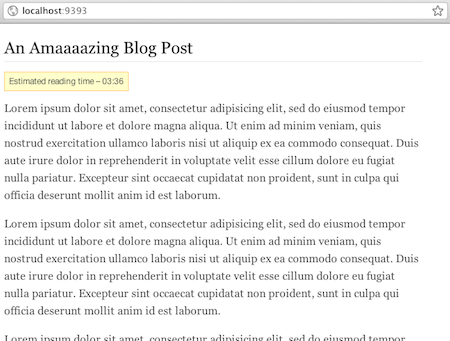 localhost:9393
An Amaaaazing Blog Post
Estimated reading time – 03:36
Lorem ipsum dolor sit amet, consectetur adipisicing elit, sed do eiusmod tempor
incididunt ut labore et dolore magna aliqua. Ut enim ad minim veniam, quis
nostrud exercitation ullamco laboris nisi ut aliquip ex ea commodo consequat. Duis
aute irure dolor in reprehenderit in voluptate velit esse cillum dolore eu fugiat
nulla pariatur. Excepteur sint occaecat cupidatat non proident, sunt in culpa qui
officia deserunt mollit anim id est laborum.
Lorem ipsum dolor sit amet, consectetur adipisicing elit, sed do eiusmod tempor
incididunt ut labore et dolore magna aliqua. Ut enim ad minim veniam, quis
nostrud exercitation ullamco laboris nisi ut aliquip ex ea commodo consequat. Duis
aute irure dolor in reprehenderit in voluptate velit esse cillum dolore eu fugiat
nulla pariatur. Excepteur sint occaecat cupidatat non proident, sunt in culpa qui
officia deserunt mollit anim id est laborum.
Lorem ipsum dolor sit amet, consectetur adipisicing elit, sed do eiusmod tempor